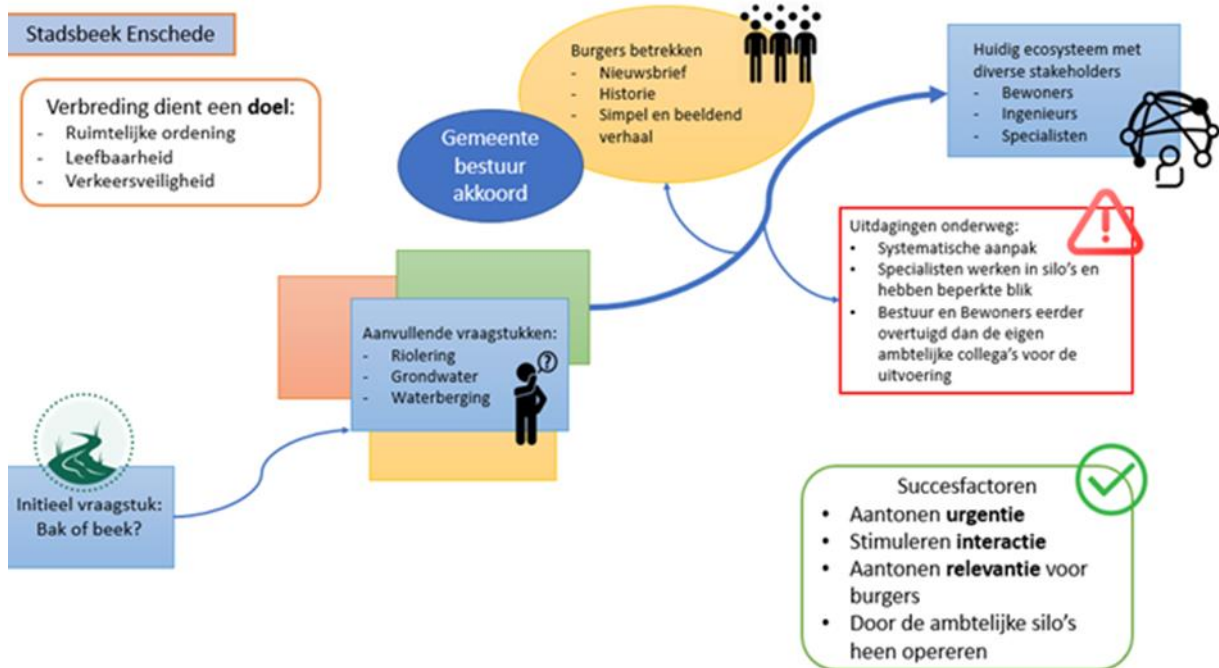 Stadsbeek Enschede
Verbreding dient een doel:
- Ruimtelijke ordening
- Leefbaarheid
- Verkeersveiligheid
Burgers betrekken
- Nieuwsbrief
- Historie
- Simpel en beeldend
verhaal
Gemeente
bestuur
akkoord
Huidig ecosysteem met
diverse stakeholders
- Bewoners
- Ingenieurs
- Specialisten
Uitdagingen onderweg:
• Systematische aanpak
• Specialisten werken in silo's en
hebben beperkte blik
• Bestuur en Bewoners eerder
overtuigd dan de eigen
ambtelijke collega's voor de
uitvoering
Aanvullende vraagstukken:
- Riolering
- Grondwater
- Waterberging
?
Initieel vraagstuk:
Bak of beek?
Succesfactoren
• Aantonen urgentie
• Stimuleren interactie
• Aantonen relevantie voor
burgers
• Door de ambtelijke silo's
heen opereren